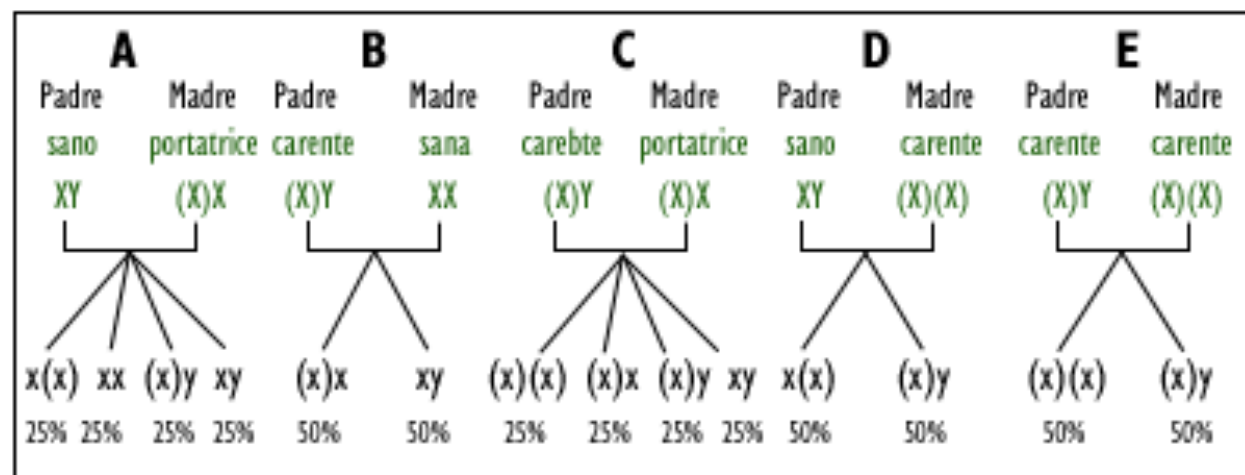 A B C D E
Padre Madre Padre Madre Padre Madre Padre Madre Padre Madre
sano portatrice carente sana carebte portatrice sano carente carente carente
XY (X)X (X)Y XX (X)Y (X)X XY (X)(X) (X)Y (X)(X)
x(x) xx (x)y xy (x)x xy (x)(x) (x)x (x)y xy x(x) (x)y (x)(x) (x)y
25% 25% 25% 25% 50% 50% 25% 25% 25% 25% 50% 50% 50% 50%